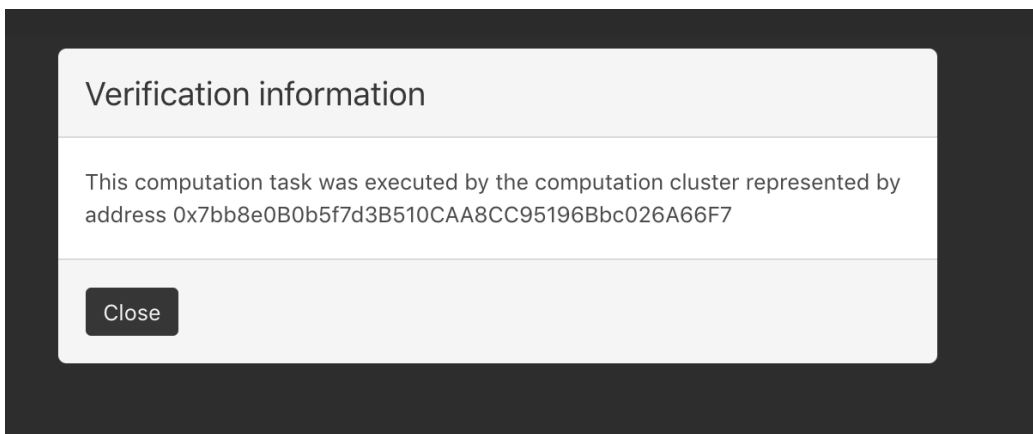 Verification information
This computation task was executed by the computation cluster represented by
address 0x7bb8e0B0b5f7d3B510CAA8CC95196Bbc026A66F7
Close